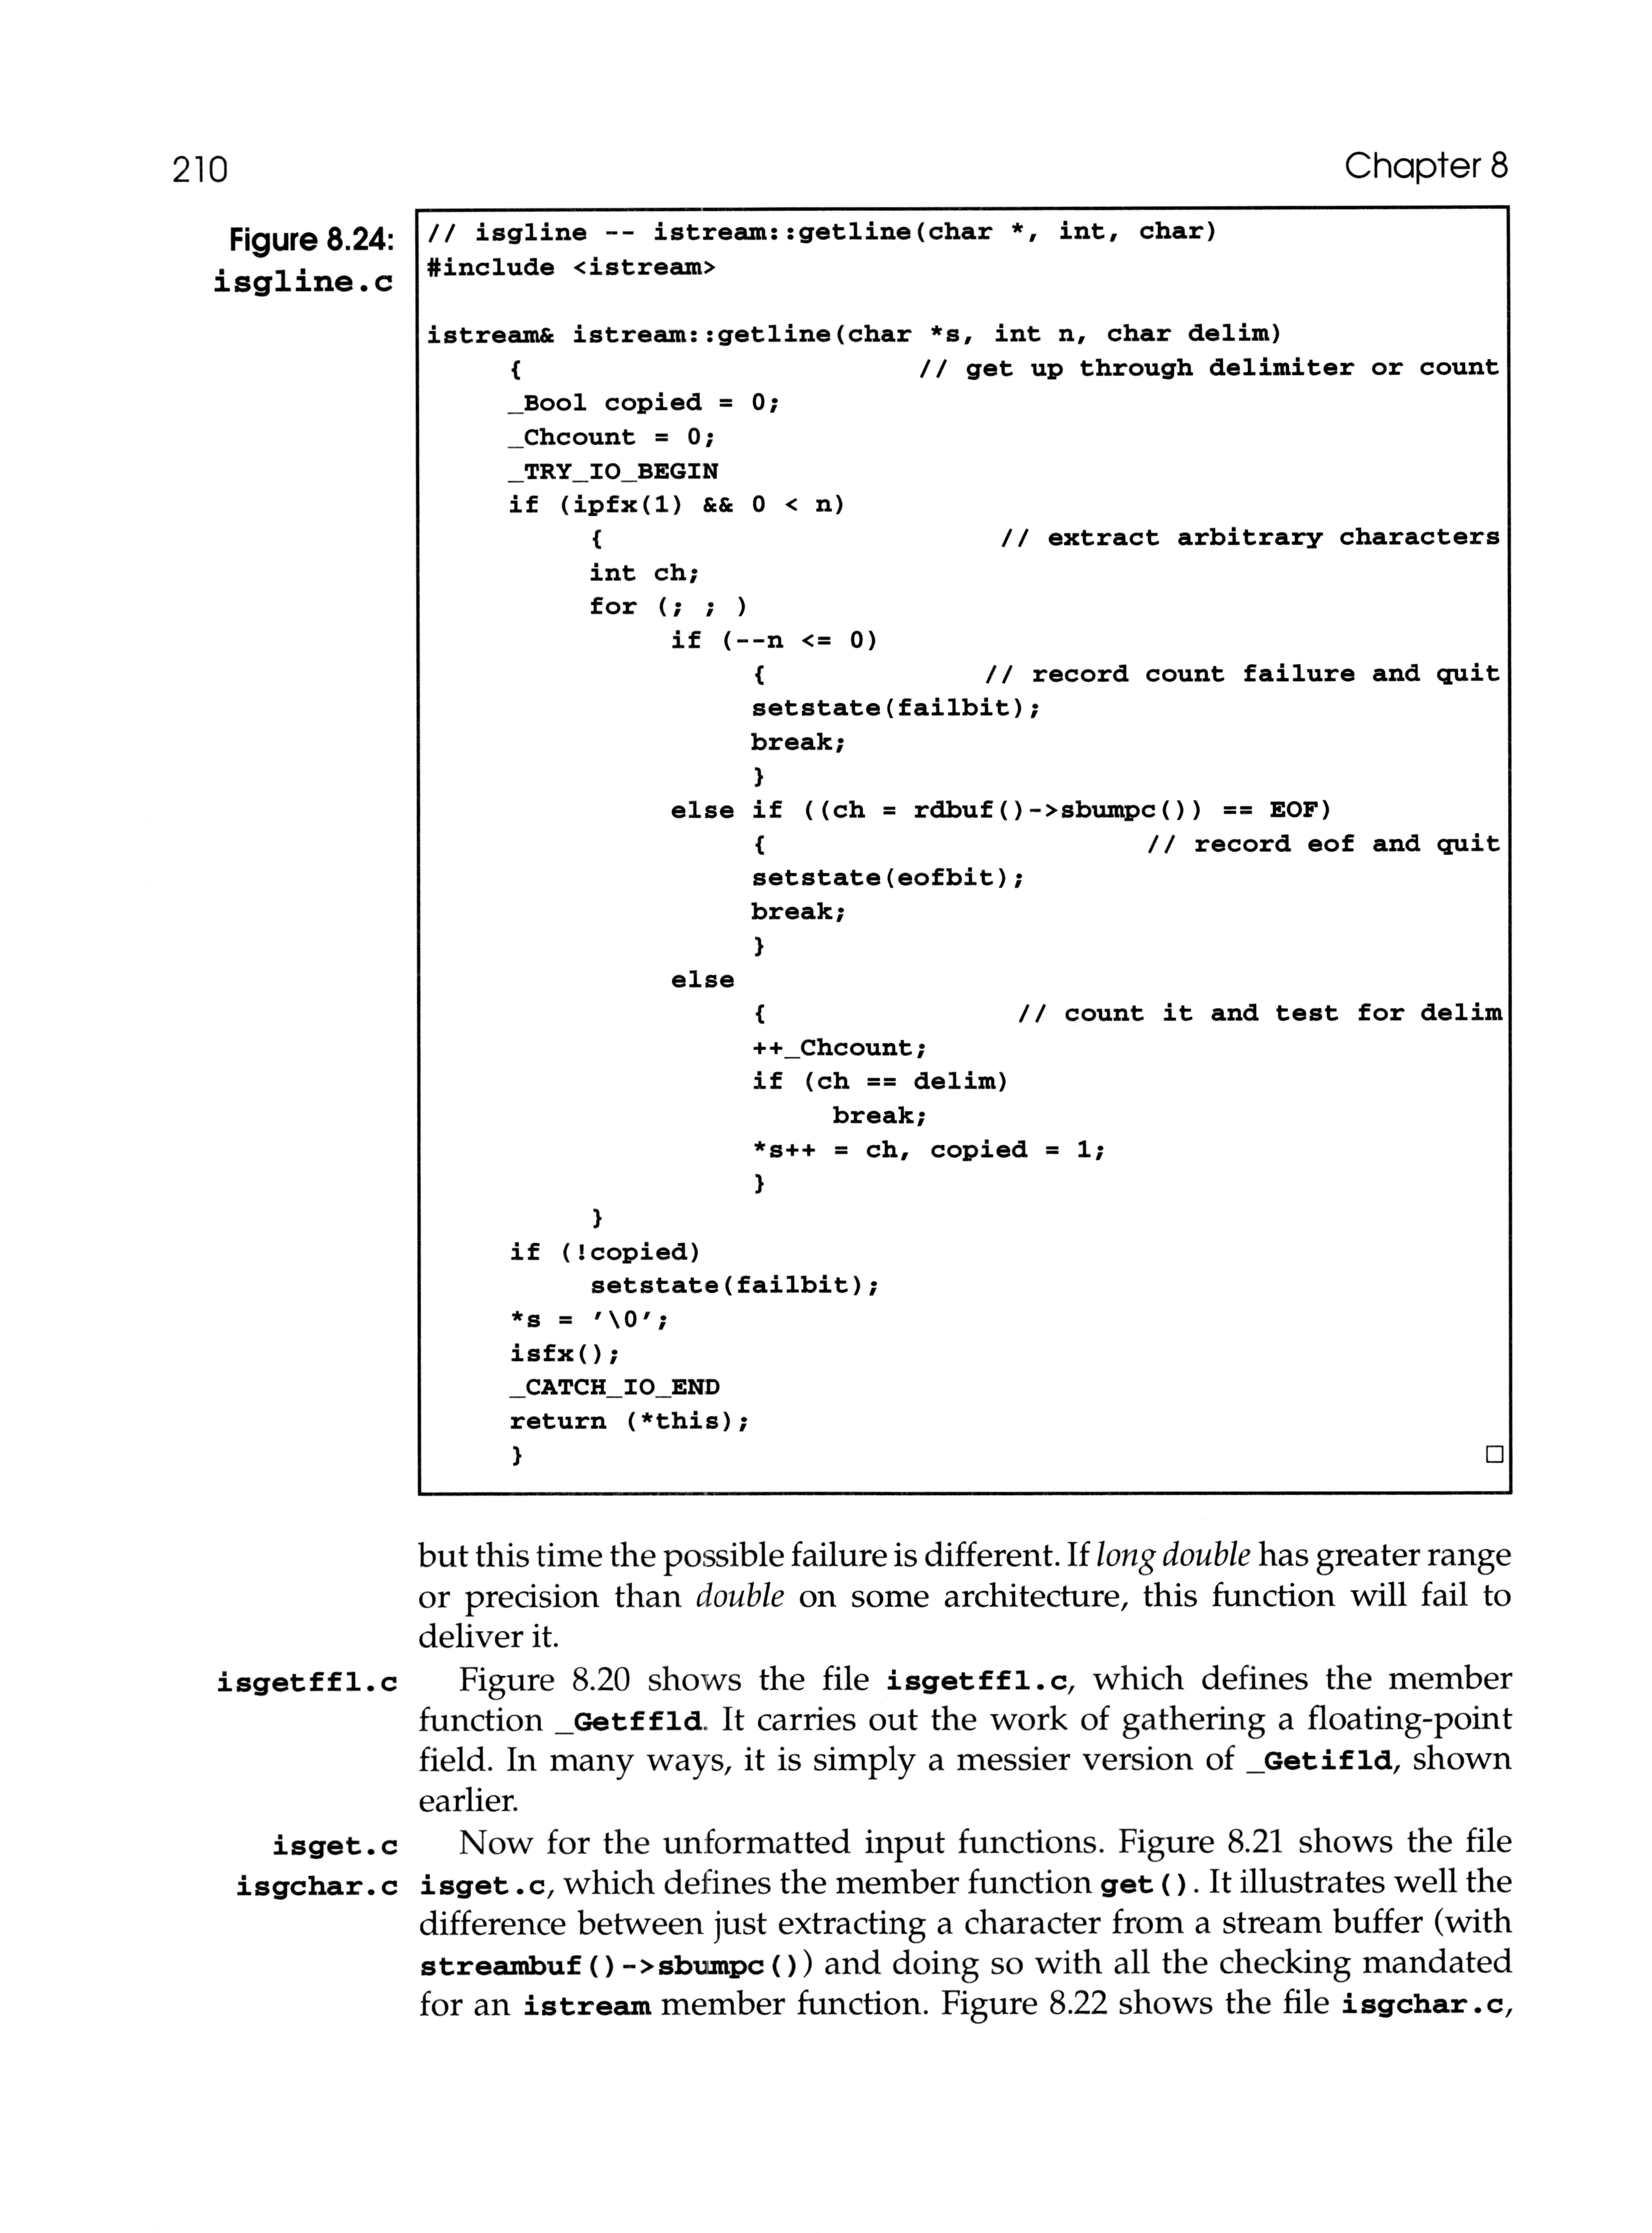 210
Chapter 8
Figure 8.24:
isgline.c
// isgline -- istream::getline(char *, int, char)
#include <istream>
istream& istream::getline(char *s, int n, char delim)
{ // get up through delimiter or count
_Bool copied = 0;
_Chcount = 0;
_TRY_IO_BEGIN
if (ipfx(1) && 0 < n)
{ // extract arbitrary characters
int ch;
for (; ; )
if (--n <= 0)
{ // record count failure and quit
setstate(failbit);
break;
}
else if ((ch = rdbuf()->sbumpc()) == EOF)
{ // record eof and quit
setstate(eofbit);
break;
}
else
{ // count it and test for delim
++_Chcount;
if (ch == delim)
break;
*s++ = ch, copied = 1;
}
}
if (!copied)
setstate(failbit);
*s = '\0';
isfx();
_CATCH_IO_END
return (*this);
}
but this time the possible failure is different. If long double has greater range
or precision than double on some architecture, this function will fail to
deliver it.
isgetffl.c Figure 8.20 shows the file isgetffl.c, which defines the member
function _Getffld. It carries out the work of gathering a floating-point
field. In many ways, it is simply a messier version of _Getifld, shown
earlier.
isget.c Now for the unformatted input functions. Figure 8.21 shows the file
isgchar.c isget.c, which defines the member function get(). It illustrates well the
difference between just extracting a character from a stream buffer (with
streambuf()->sbumpc()) and doing so with all the checking mandated
for an istream member function. Figure 8.22 shows the file isgchar.c,